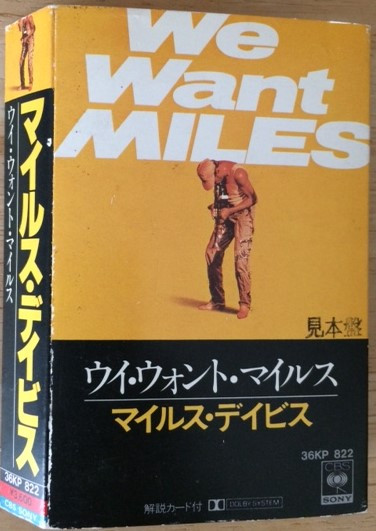 We
Want
MILES
見本盤
ウイ・ウォント・マイルス
マイルス・デイビス
36KP 822
CBS
SONY
解説カード付
DOLBY SYSTEM
マイルス・デイビス
ウイ・ウォント・マイルス
36KP 822
¥3,600
CBS SONY